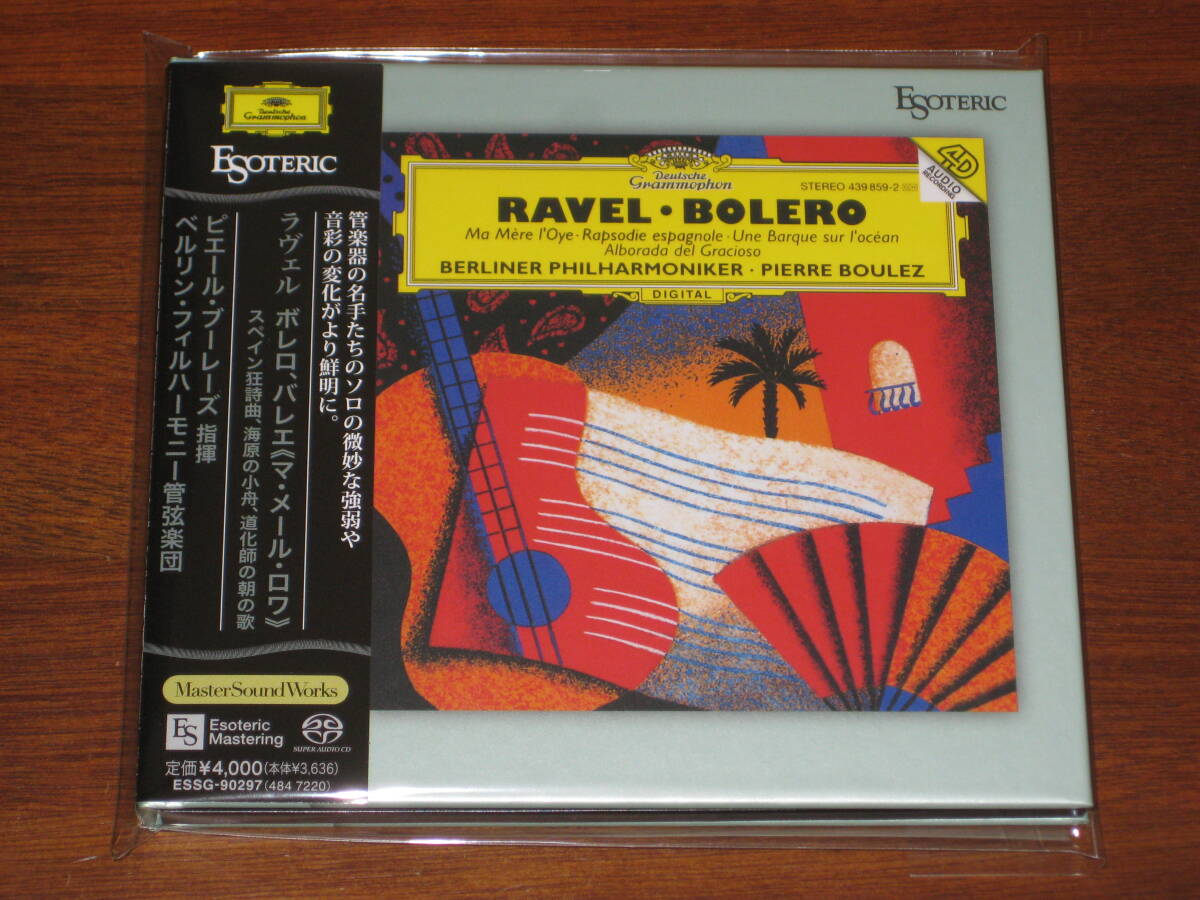 Deutsche
Grammophon
ESOTERIC
管楽器の名手たちのソロの微妙な強弱や
音彩の変化がより鮮明に。
ラヴェル ボレロ、バレエ《マ・メール・ロワ》
スペイン狂詩曲、海原の小舟、道化師の朝の歌
ピエール・ブーレーズ 指揮
ベルリン・フィルハーモニー管弦楽団
MasterSoundWorks
ES
Esoteric
Mastering
SUPER AUDIO CD
定価¥4,000(本体¥3,636)
ESSG-90297(484 7220)
ESOTERIC
Deutsche
Grammophon
STEREO 439 859-2
4D
AUDIO
RECORDING
RAVEL · BOLERO
Ma Mère l'Oye · Rapsodie espagnole · Une Barque sur l'océan
Alborada del Gracioso
BERLINER PHILHARMONIKER · PIERRE BOULEZ
DIGITAL